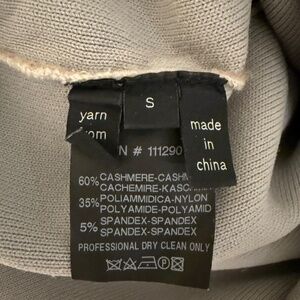 yarn
S
made
in
china
N # 111290
60% CASHMERE-CASHM
CACHEMIRE-KASC
35% POLIAMMIDICA-NYLON
POLYAMIDE-POLYAMID
5% SPANDEX-SPANDEX
SPANDEX-SPANDEX
PROFESSIONAL DRY CLEAN ONLY